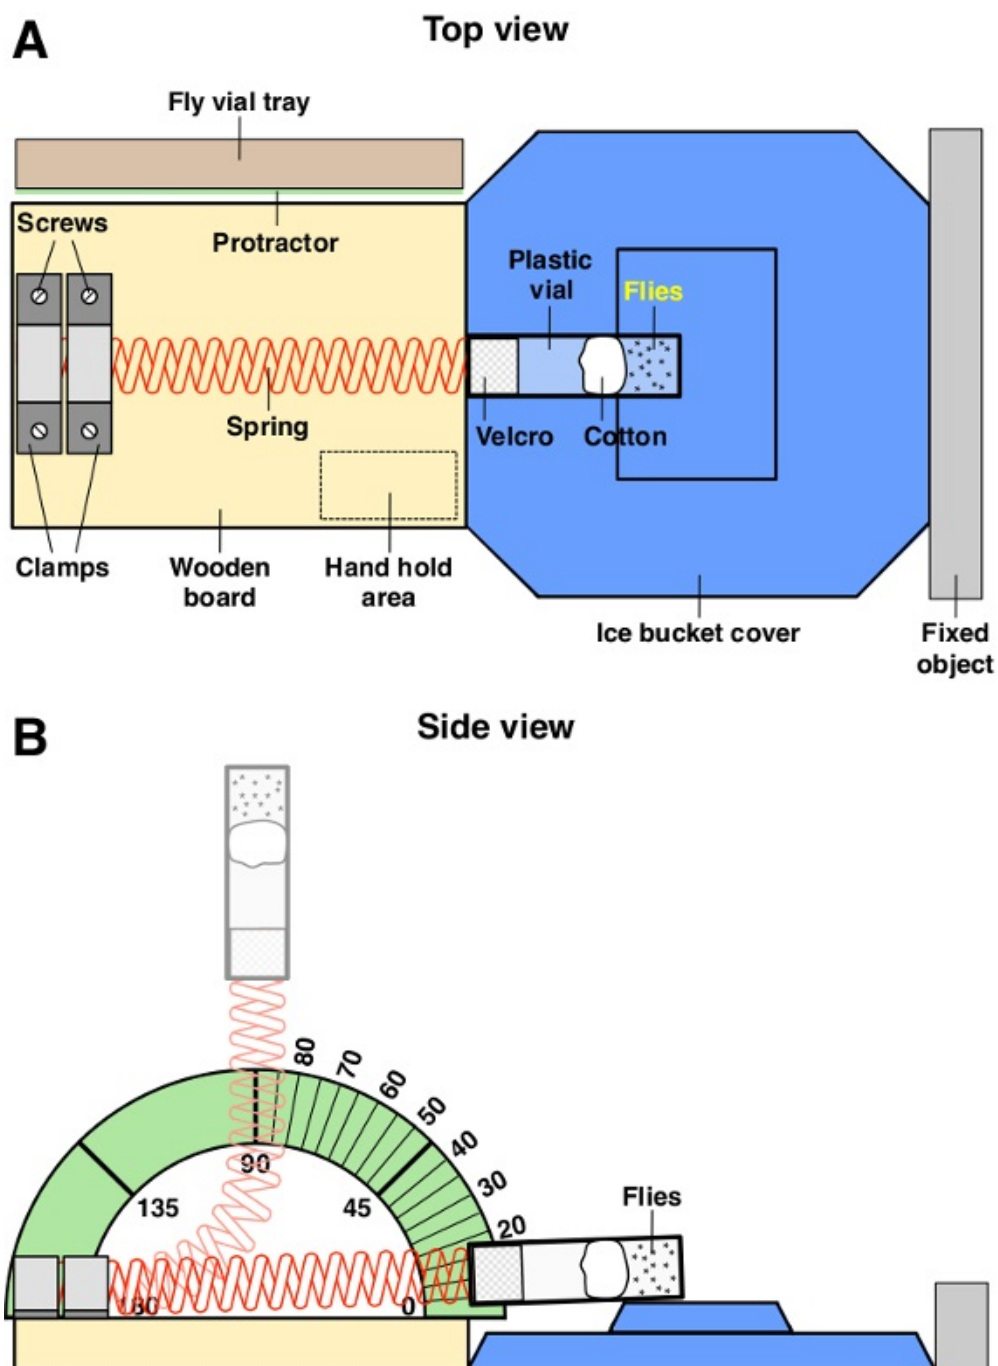 A
Top view
Fly vial tray
Screws
Protractor
Plastic
vial
Flies
Spring
Velcro
Cotton
Clamps
Wooden
board
Hand hold
area
Ice bucket cover
Fixed
object
B
Side view
80
70
60
50
40
30
20
90
135
45
180
0
Flies